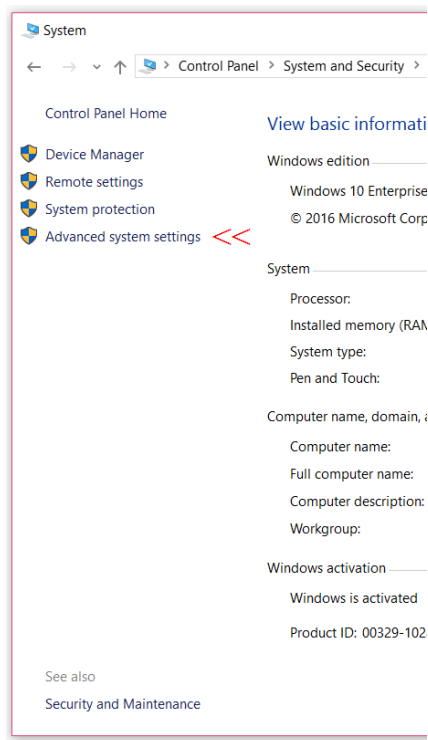 System
Control Panel > System and Security >
Control Panel Home
Device Manager
Remote settings
System protection
Advanced system settings <<
See also
Security and Maintenance
View basic informati
Windows edition
Windows 10 Enterprise
© 2016 Microsoft Corp
System
Processor:
Installed memory (RAM
System type:
Pen and Touch:
Computer name, domain, a
Computer name:
Full computer name:
Computer description:
Workgroup:
Windows activation
Windows is activated
Product ID: 00329-102